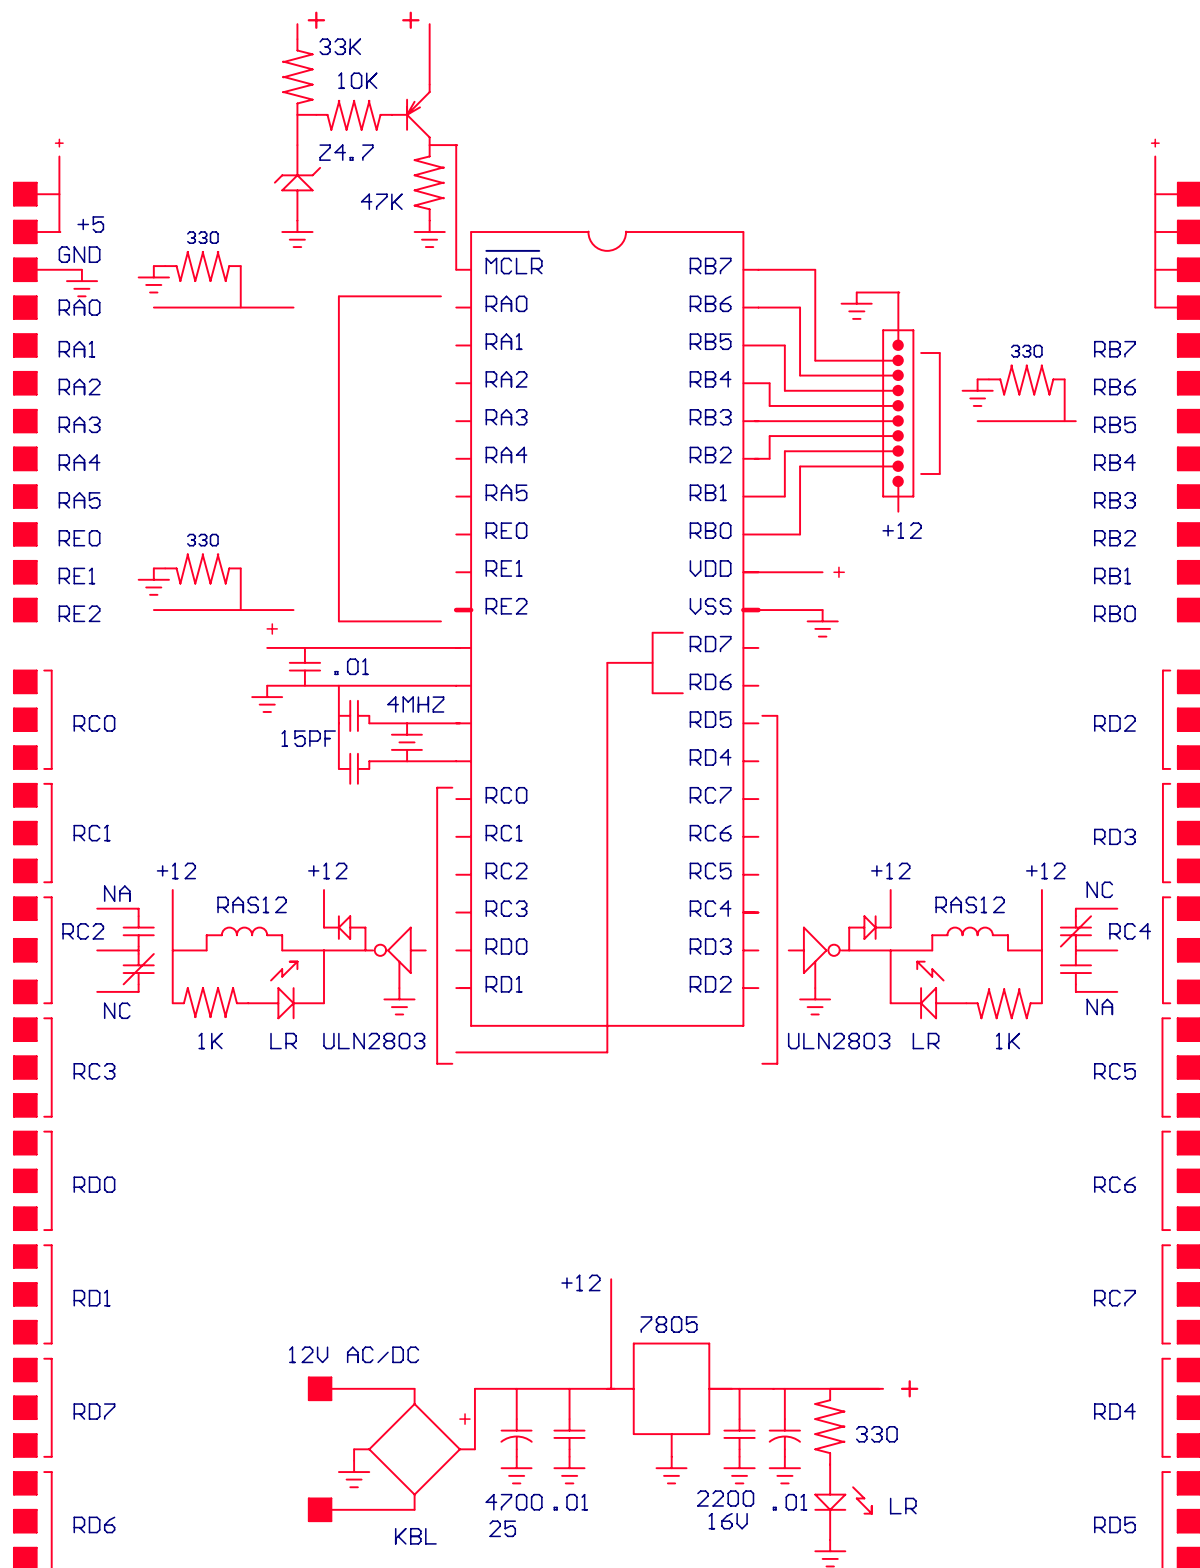 + +
33K
10K
Z4.7
47K
+
+
+5
GND
330
RA0
RA1
RA2
RA3
RA4
RA5
RE0
330
RE1
RE2
MCLR
RA0
RA1
RA2
RA3
RA4
RA5
RE0
RE1
RE2
RB7
RB6
RB5
RB4
RB3
RB2
RB1
RB0
VDD
+
VSS
RD7
RD6
RD5
RD4
RC7
RC6
RC5
RC4
RD3
RD2
RC0
RC1
RC2
RC3
RD0
RD1
+12
330
RB7
RB6
RB5
RB4
RB3
RB2
RB1
RB0
+
.01
4MHZ
15PF
RC0
RC1
+12 +12
NA
RAS12
RC2
NC
1K LR ULN2803
RC3
RD0
RD1
RD7
RD6
RD2
RD3
+12 +12
NC
RAS12
RC4
NA
ULN2803 LR 1K
RC5
RC6
RC7
RD4
RD5
+12
7805
12V AC/DC
+
+
330
4700 .01
25
2200 .01
16V
LR
KBL